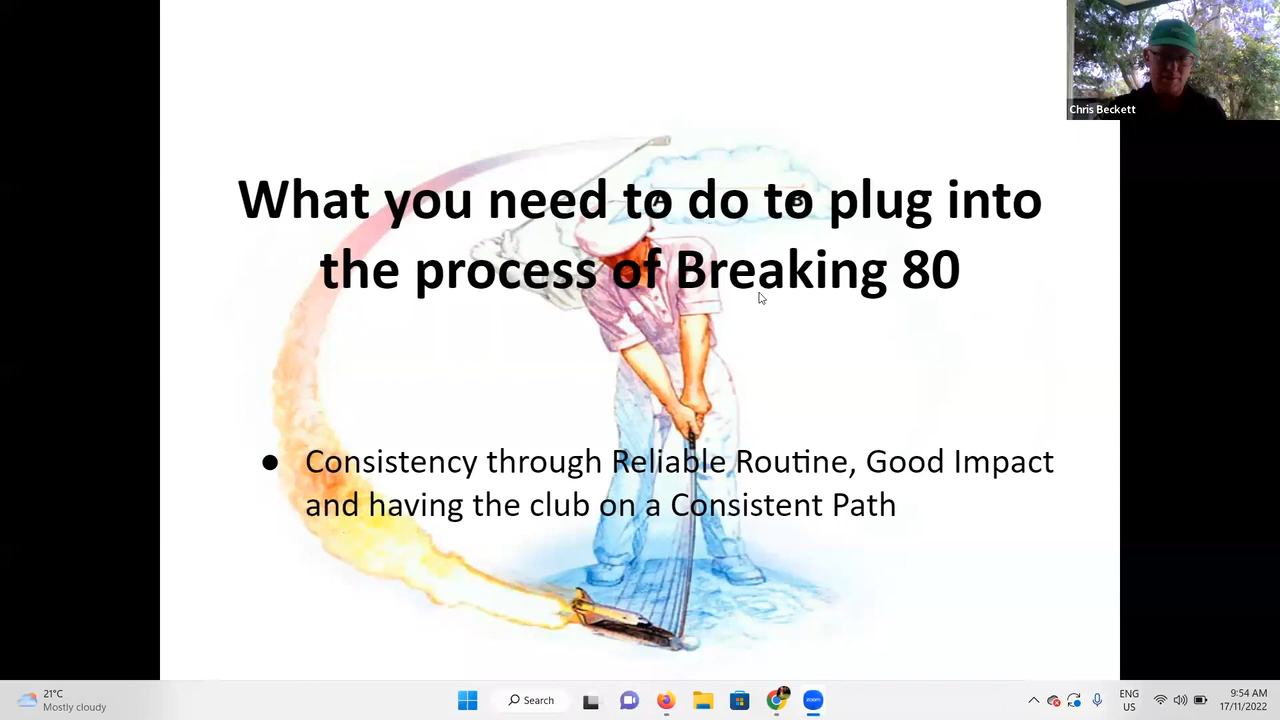 Chris Beckett
What you need to do to plug into
the process of Breaking 80
● Consistency through Reliable Routine, Good Impact
and having the club on a Consistent Path
21°C
Mostly cloudy
Search
zoom
ENG
US
9:54 AM
17/11/2022